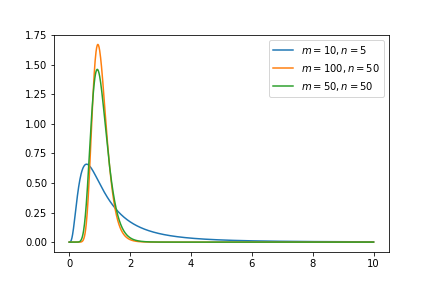 1.75
1.50
1.25
1.00
0.75
0.50
0.25
0.00
0 2 4 6 8 10
m = 10, n = 5
m = 100, n = 50
m = 50, n = 50